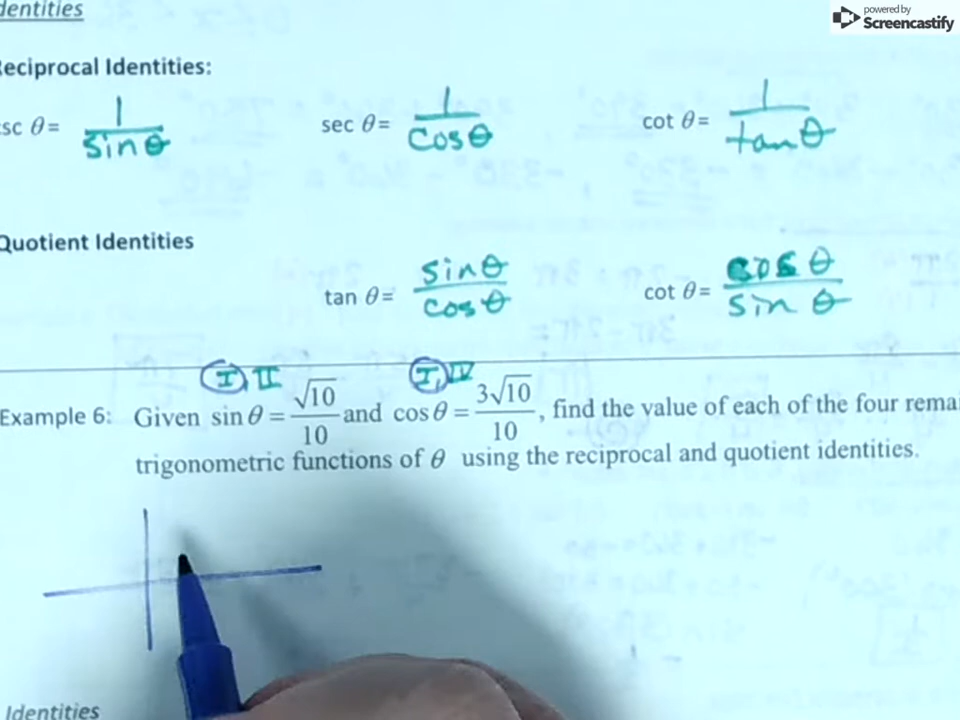 dentities
powered by
Screencastify
eciprocal Identities:
sc θ = 1/sin θ sec θ = 1/cos θ cot θ = 1/tan θ
Quotient Identities
tan θ = sin θ/cos θ cot θ = cos θ/sin θ
I, II I, IV
Example 6: Given sin θ = √10/10 and cos θ = 3√10/10, find the value of each of the four remai
trigonometric functions of θ using the reciprocal and quotient identities.
Identities